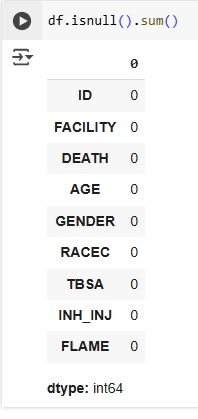 df.isnull().sum()
0
ID 0
FACILITY 0
DEATH 0
AGE 0
GENDER 0
RACEC 0
TBSA 0
INH_INJ 0
FLAME 0
dtype: int64